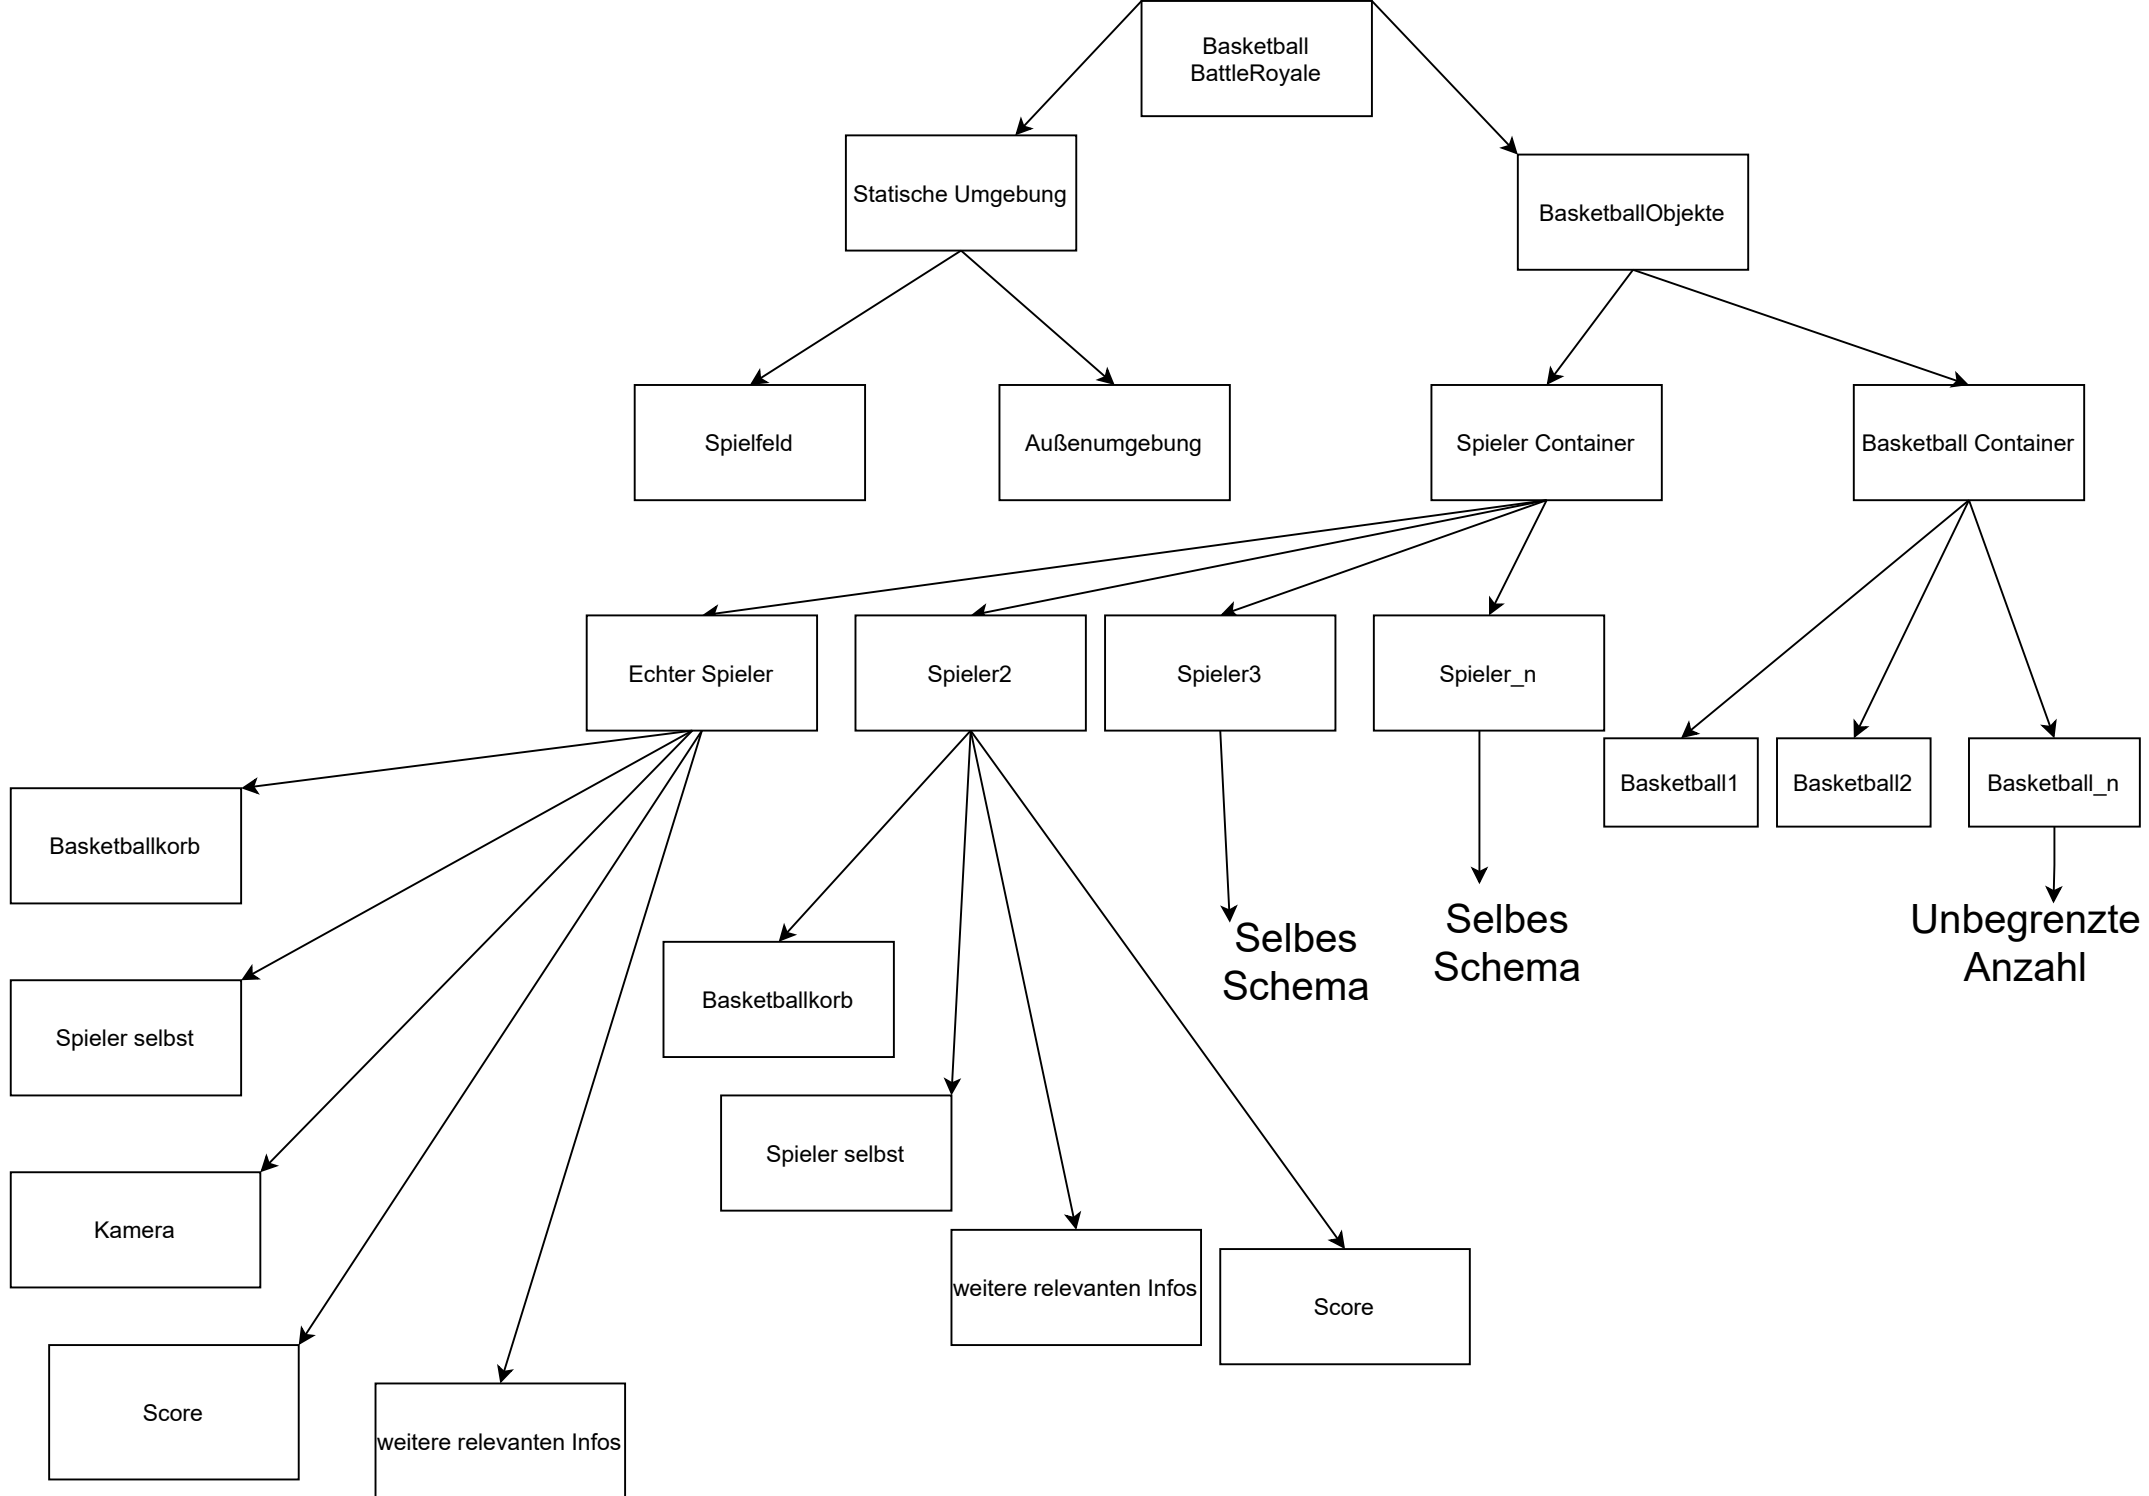 Basketball
BattleRoyale
Statische Umgebung
BasketballObjekte
Spielfeld
Außenumgebung
Spieler Container
Basketball Container
Echter Spieler
Spieler2
Spieler3
Spieler_n
Basketball1
Basketball2
Basketball_n
Basketballkorb
Selbes
Schema
Selbes
Schema
Unbegrenzte
Anzahl
Basketballkorb
Spieler selbst
Spieler selbst
Kamera
weitere relevanten Infos
Score
Score
weitere relevanten Infos